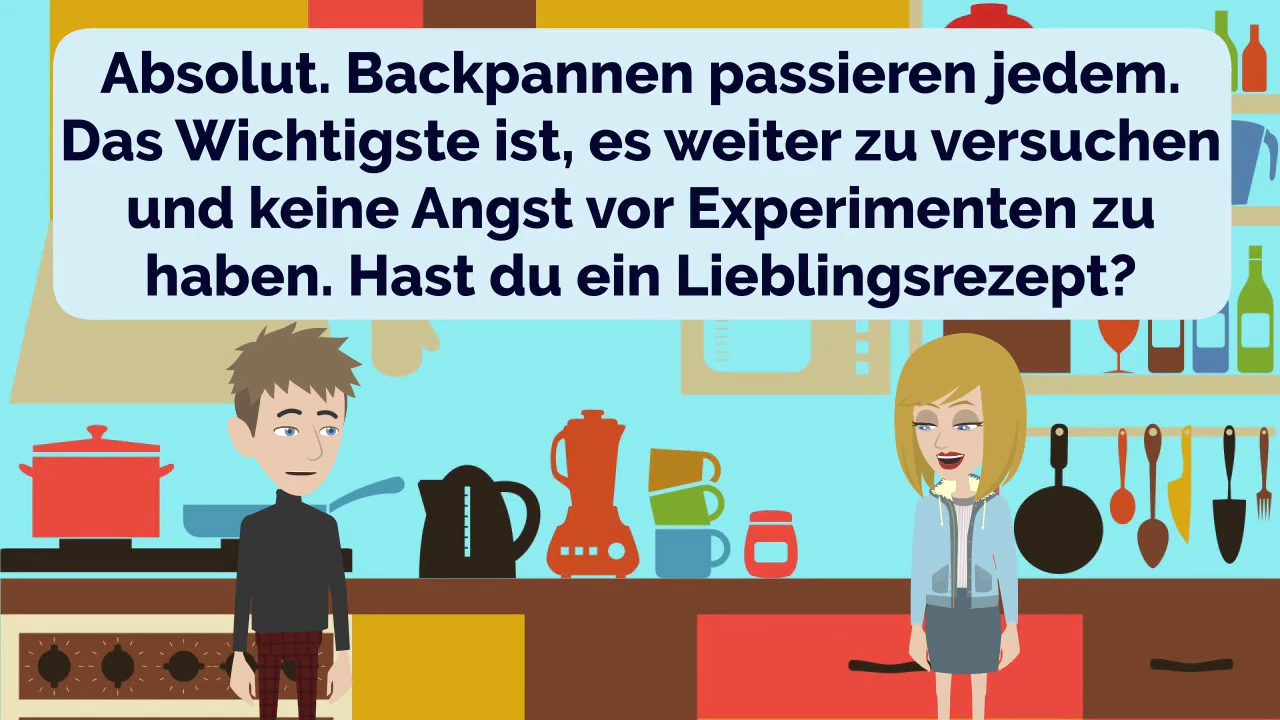 Absolut. Backpannen passieren jedem.
Das Wichtigste ist, es weiter zu versuchen
und keine Angst vor Experimenten zu
haben. Hast du ein Lieblingsrezept?